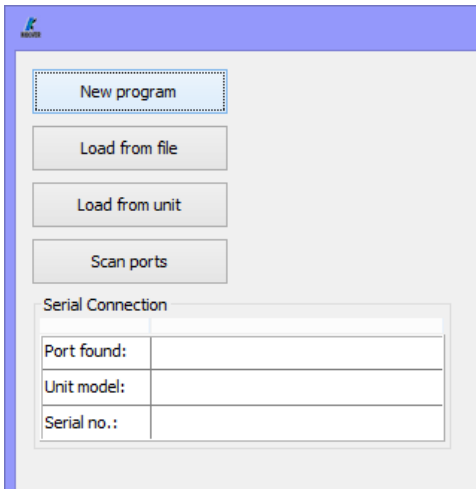 New program
Load from file
Load from unit
Scan ports
Serial Connection
Port found:
Unit model:
Serial no.: